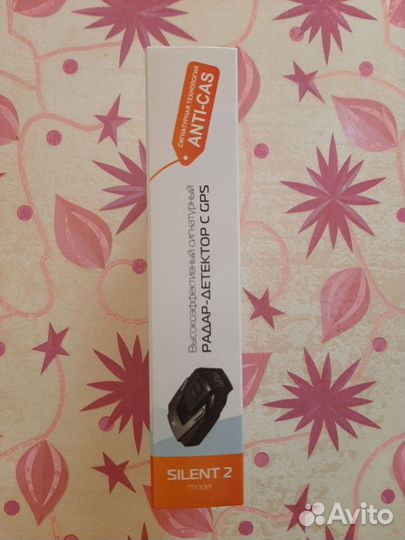 СИГНАТУРНАЯ ТЕХНОЛОГИЯ
ANTI-CAS
Высокоэффективный сигнатурный
РАДАР-ДЕТЕКТОР С GPS
SILENT 2
model
Avito